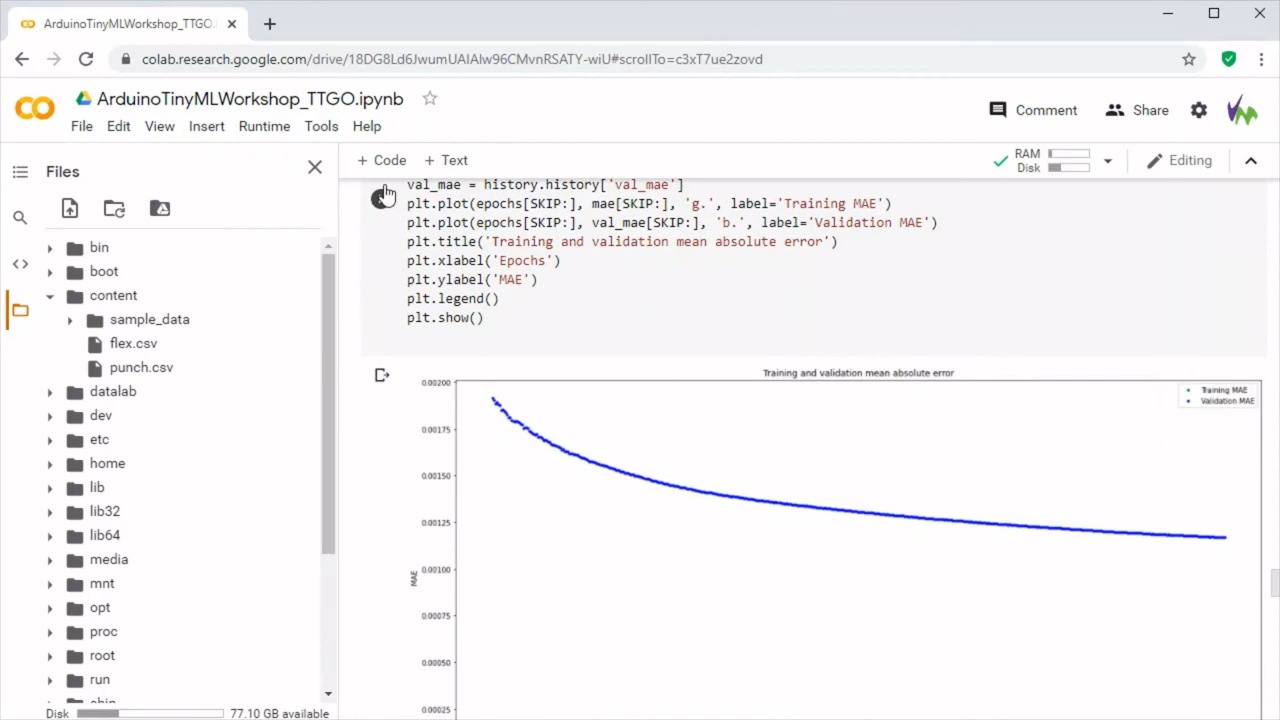 ArduinoTinyMLWorkshop_TTGO.
colab.research.google.com/drive/18DG8Ld6JwumUAIAlw96CMvnRSATY-wiU#scrollTo=c3xT7ue2zovd
ArduinoTinyMLWorkshop_TTGO.ipynb
Comment
Share
File Edit View Insert Runtime Tools Help
Files
+ Code + Text
RAM
Disk
Editing
bin
boot
content
sample_data
flex.csv
punch.csv
datalab
dev
etc
home
lib
lib32
lib64
media
mnt
opt
proc
root
run
Disk 77.10 GB available
val_mae = history.history['val_mae']
plt.plot(epochs[SKIP:], mae[SKIP:], 'g.', label='Training MAE')
plt.plot(epochs[SKIP:], val_mae[SKIP:], 'b.', label='Validation MAE')
plt.title('Training and validation mean absolute error')
plt.xlabel('Epochs')
plt.ylabel('MAE')
plt.legend()
plt.show()
Training and validation mean absolute error
Training MAE
Validation MAE
0.00200
0.00175
0.00150
0.00125
0.00100
MAE
0.00075
0.00050
0.00025